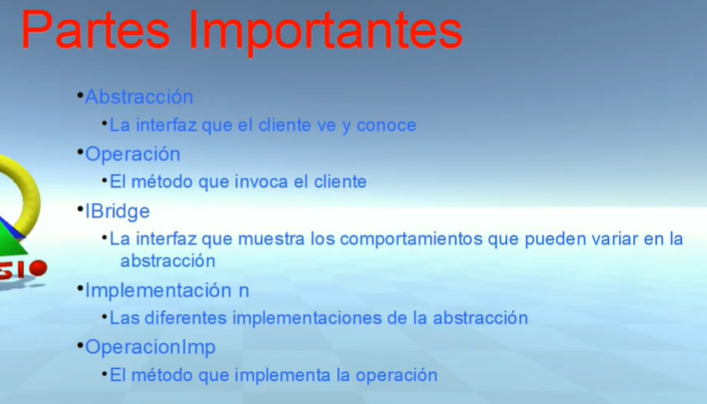 Partes Importantes
•Abstracción
•La interfaz que el cliente ve y conoce
•Operación
•El método que invoca el cliente
•IBridge
•La interfaz que muestra los comportamientos que pueden variar en la
abstracción
•Implementación n
•Las diferentes implementaciones de la abstracción
•OperacionImp
•El método que implementa la operación